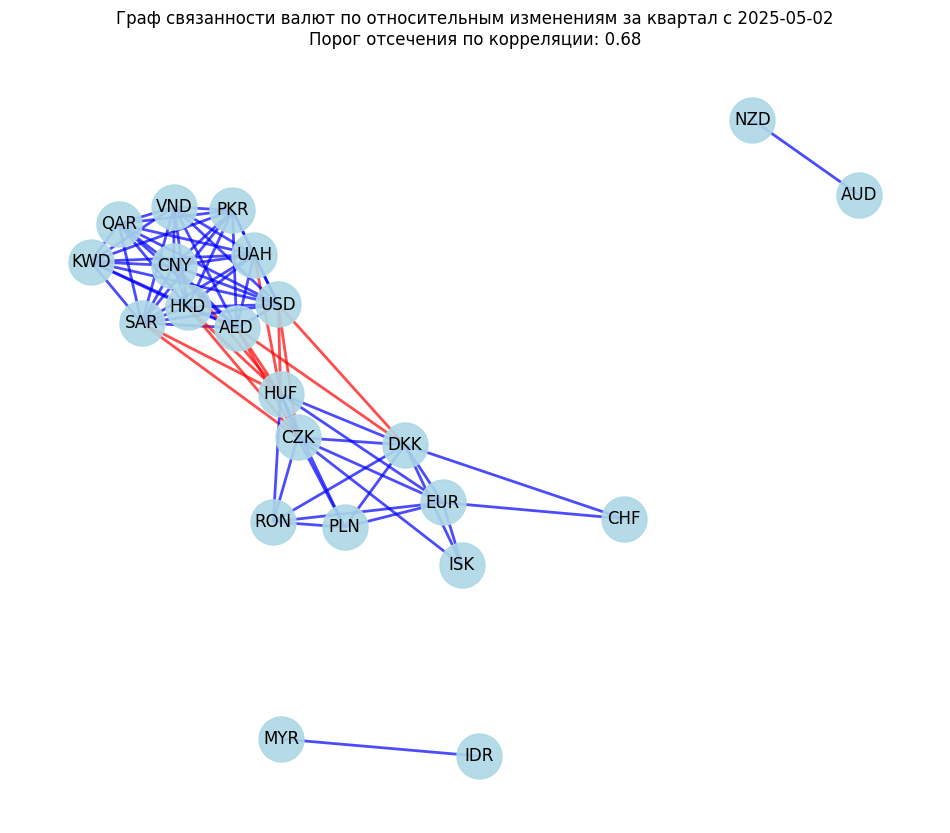 Граф связанности валют по относительным изменениям за квартал с 2025-05-02
Порог отсечения по корреляции: 0.68
NZD
AUD
VND
PKR
QAR
UAH
KWD
CNY
HKD
USD
SAR
AED
HUF
CZK
DKK
EUR
RON
PLN
CHF
ISK
MYR
IDR